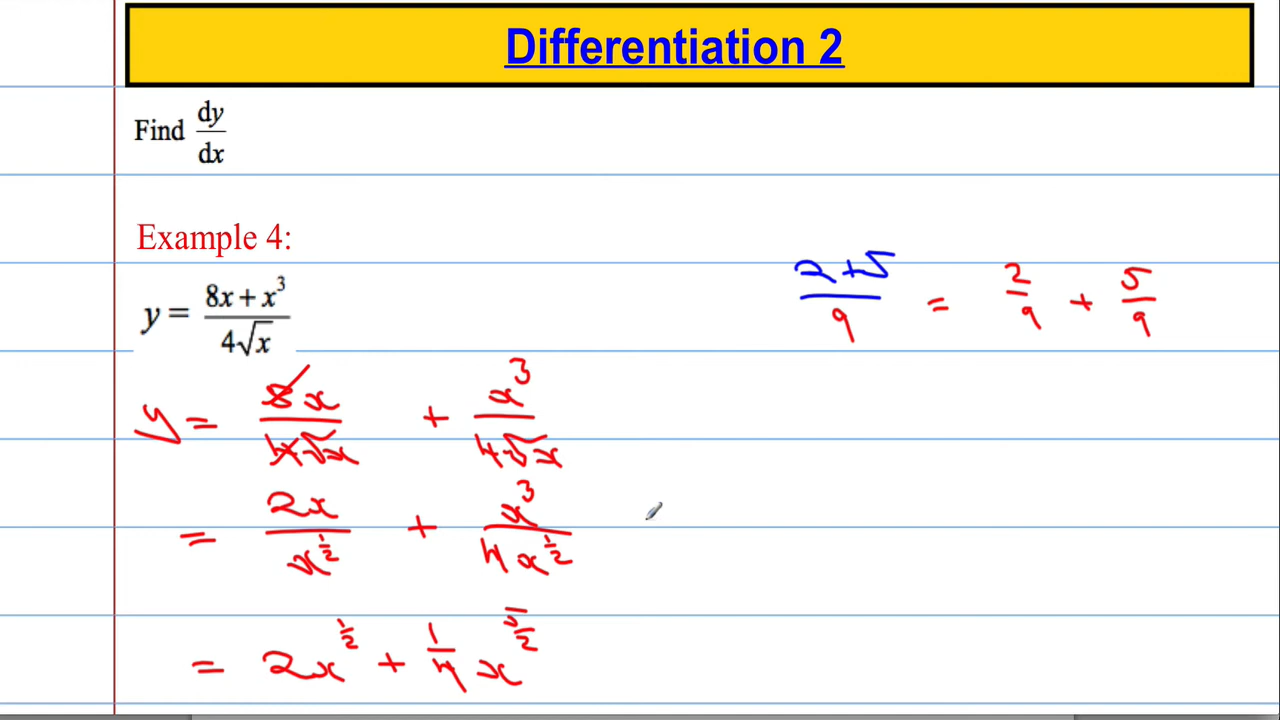 Differentiation 2
Find dy/dx
Example 4:
y = (8x + x³)/(4√x)
(2+5)/9 = 2/9 + 5/9
y = 8x/(4√x) + x³/(4√x)
= 2x/x^(1/2) + x³/(4x^(1/2))
= 2x^(1/2) + 1/4 x^(5/2)